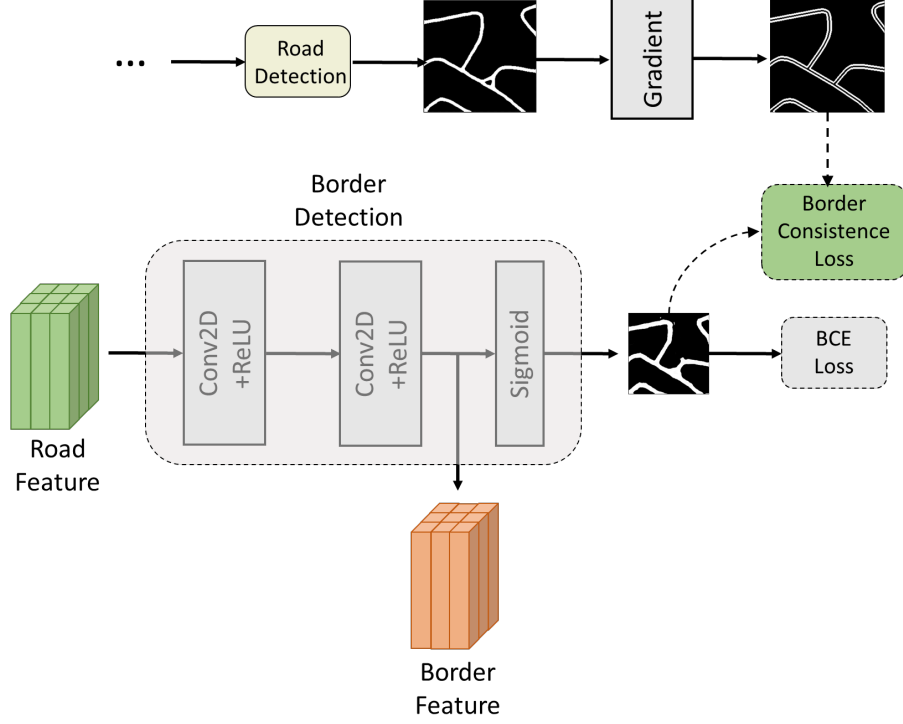 ...
Road
Detection
Gradient
Border
Detection
Border
Consistence
Loss
Conv2D
+ReLU
Conv2D
+ReLU
Sigmoid
BCE
Loss
Road
Feature
Border
Feature